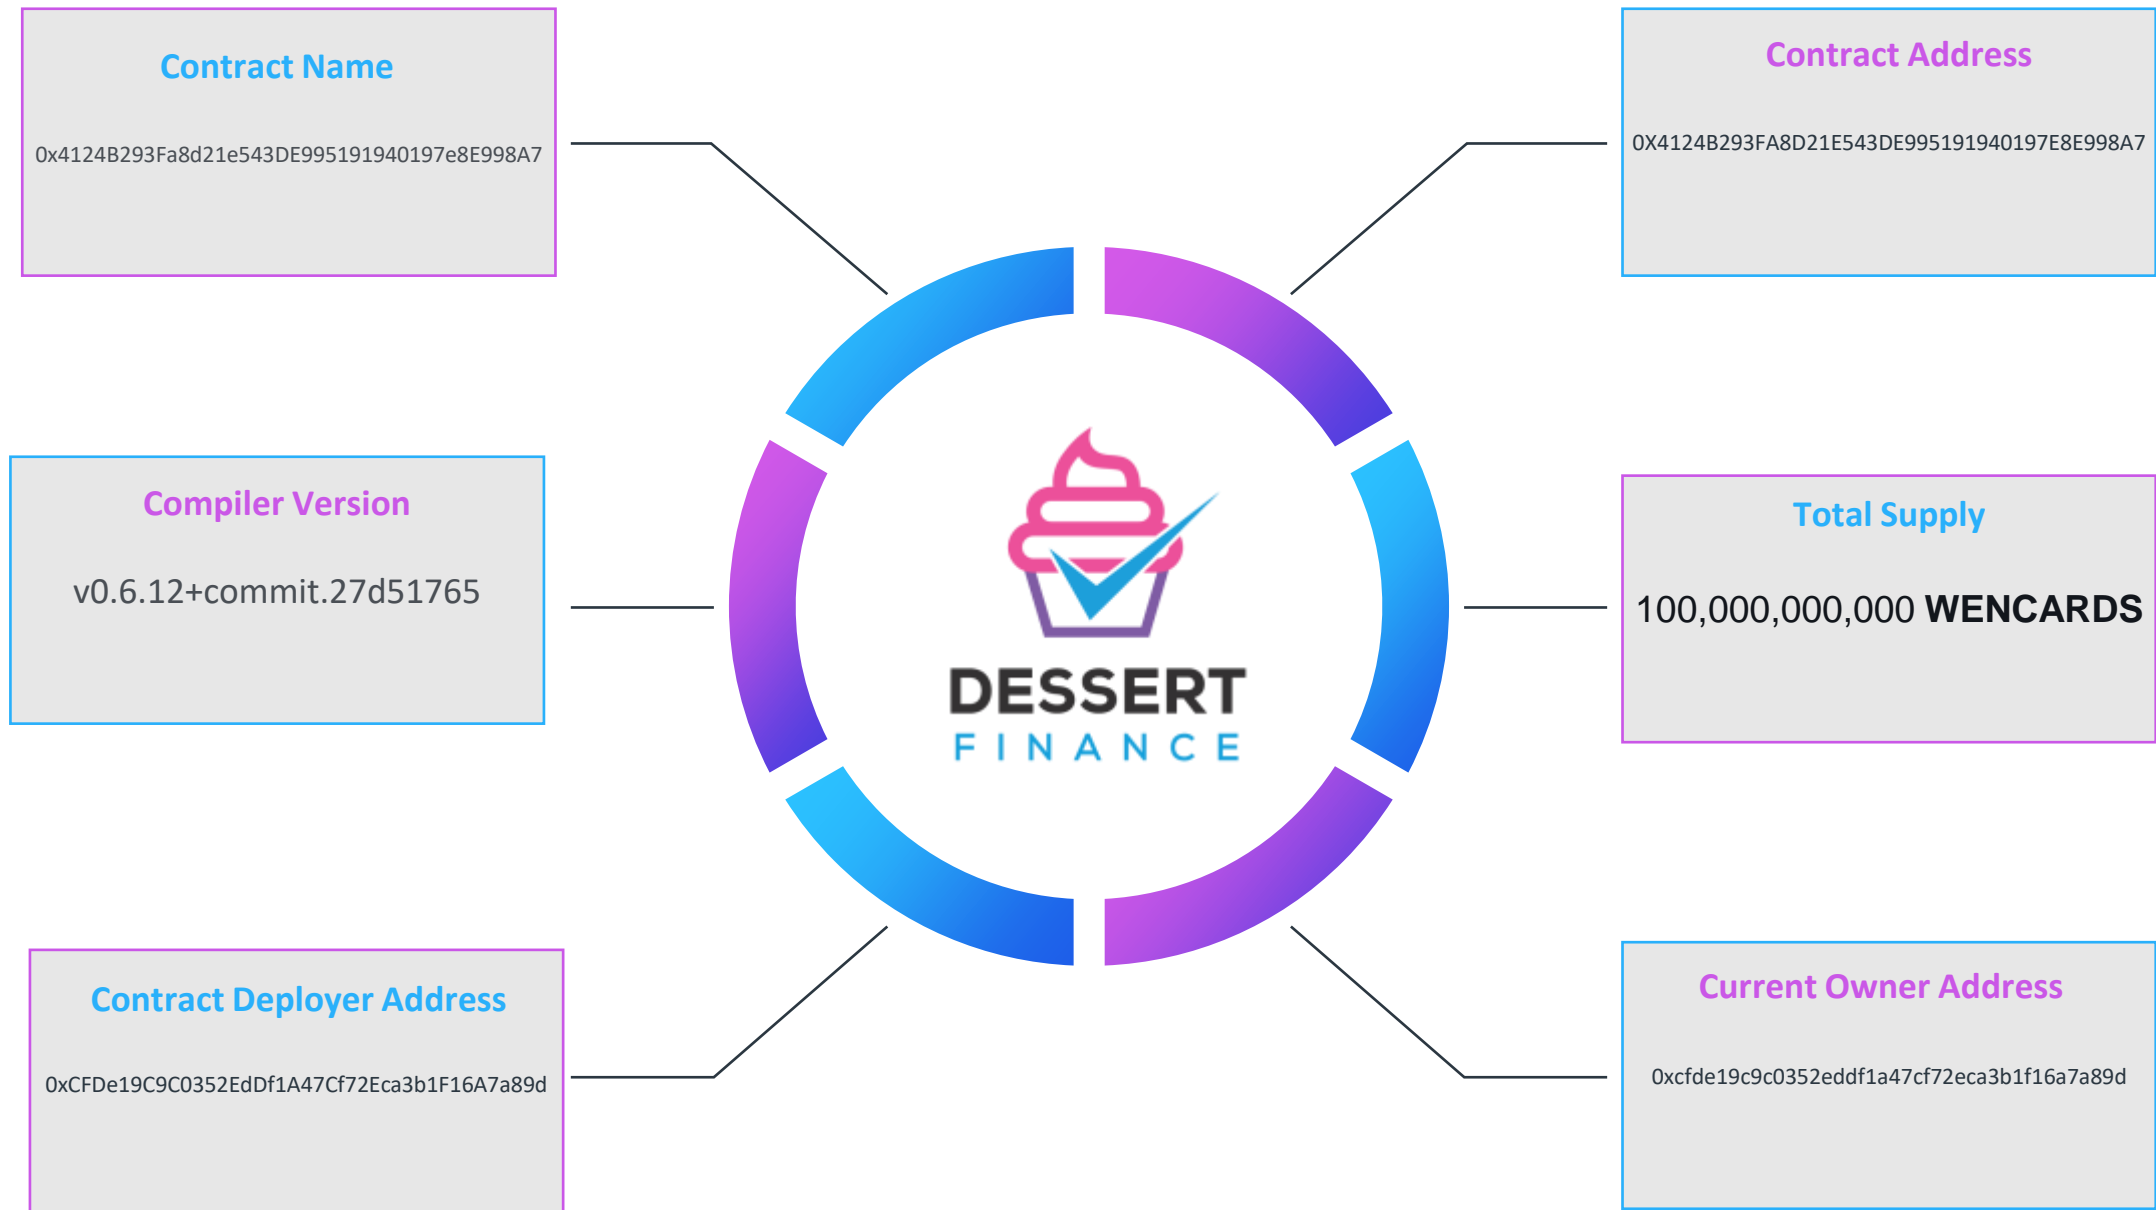 Contract Name
0x4124B293Fa8d21e543DE995191940197e8E998A7
Contract Address
0X4124B293FA8D21E543DE995191940197E8E998A7
Compiler Version
v0.6.12+commit.27d51765
Total Supply
100,000,000,000 WENCARDS
DESSERT
FINANCE
Contract Deployer Address
0xCFDe19C9C0352EdDf1A47Cf72Eca3b1F16A7a89d
Current Owner Address
0xcfde19c9c0352eddf1a47cf72eca3b1f16a7a89d